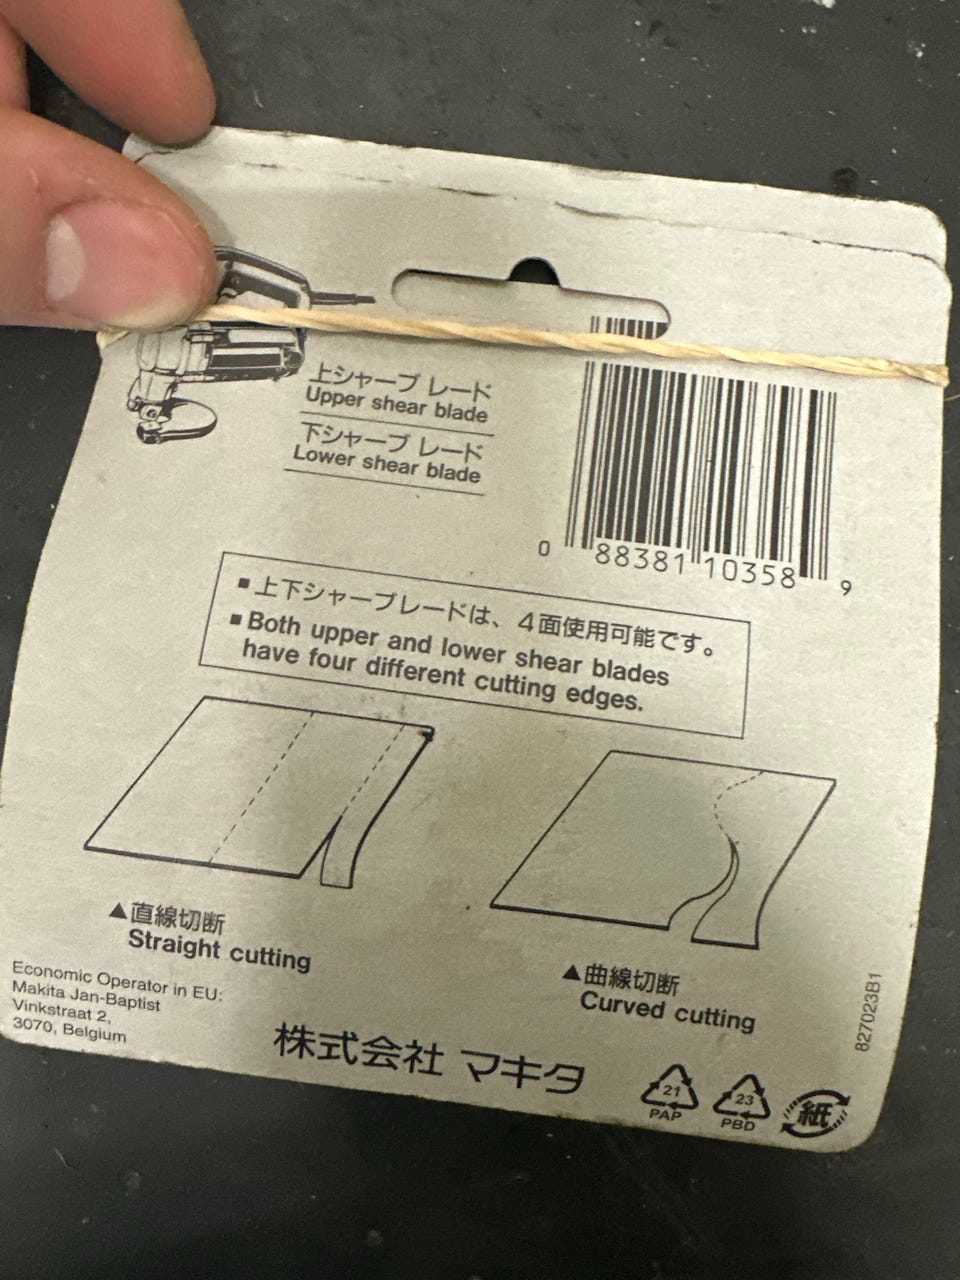 上シャーブレード
Upper shear blade
下シャーブレード
Lower shear blade
0 88381 10358 9
▪上下シャーブレードは、4面使用可能です。
▪Both upper and lower shear blades
have four different cutting edges.
▲直線切断
Straight cutting
▲曲線切断
Curved cutting
Economic Operator in EU:
Makita Jan-Baptist
Vinkstraat 2,
3070, Belgium
株式会社 マキタ
21
PAP
23
PBD
紙
827023B1